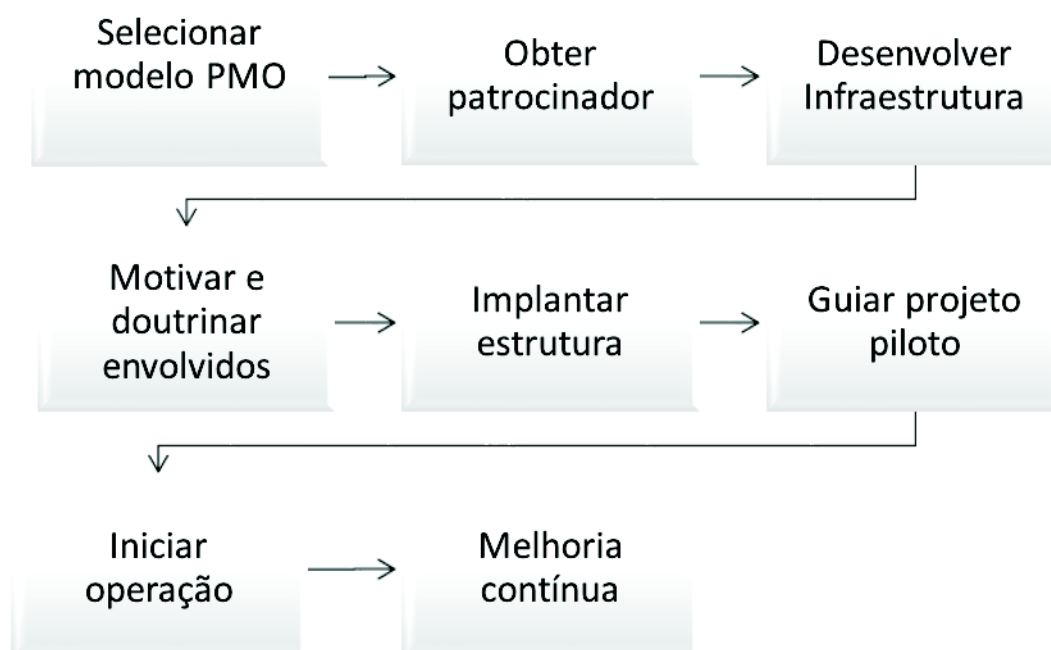 Selecionar
modelo PMO
Obter
patrocinador
Desenvolver
Infraestrutura
Motivar e
doutrinar
envolvidos
Implantar
estrutura
Guiar projeto
piloto
Iniciar
operação
Melhoria
contínua